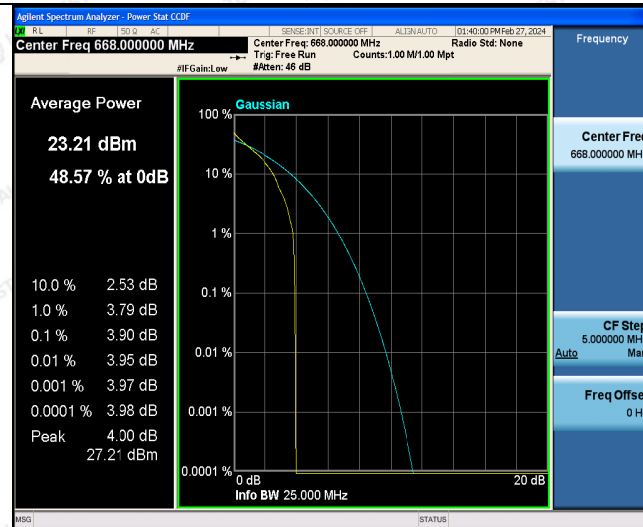 Agilent Spectrum Analyzer - Power Stat CCDF
LXI RL RF 50 Ω AC SENSE:INT SOURCE OFF ALIGN AUTO 01:40:00 PM Feb 27, 2024
Center Freq 668.000000 MHz
Center Freq: 668.000000 MHz
Radio Std: None
Trig: Free Run Counts:1.00 M/1.00 Mpt
#IFGain:Low #Atten: 46 dB
Frequency
Average Power
23.21 dBm
48.57 % at 0dB
10.0 % 2.53 dB
1.0 % 3.79 dB
0.1 % 3.90 dB
0.01 % 3.95 dB
0.001 % 3.97 dB
0.0001 % 3.98 dB
Peak 4.00 dB
27.21 dBm
Gaussian
100 %
10 %
1 %
0.1 %
0.01 %
0.001 %
0.0001 %
0 dB 20 dB
Info BW 25.000 MHz
Center Fre
668.000000 MH
CF Step
5.000000 MH
Auto Ma
Freq Offse
0 H
MSG STATUS